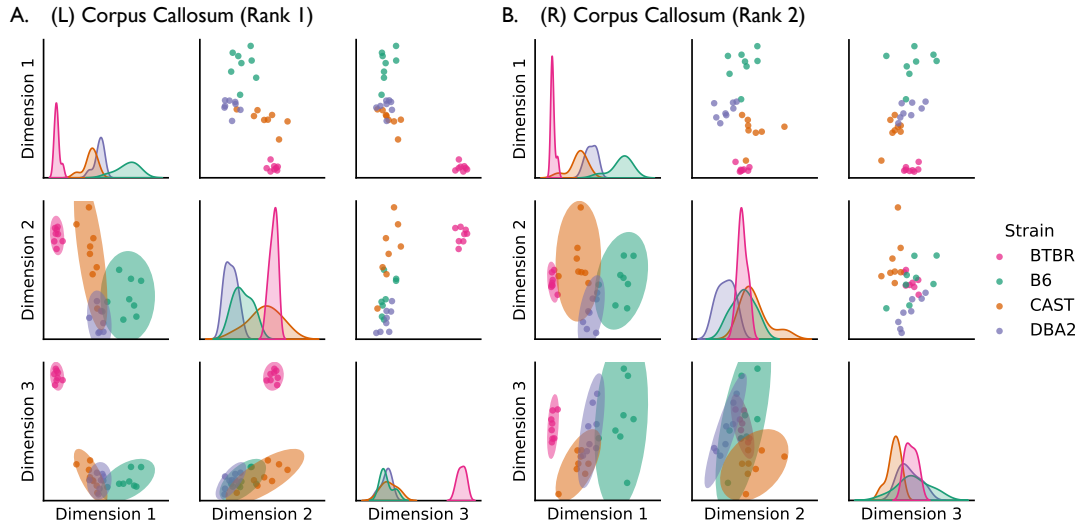 A. (L) Corpus Callosum (Rank 1)
B. (R) Corpus Callosum (Rank 2)
Dimension 1
Dimension 1
Dimension 2
Dimension 2
Strain
BTBR
B6
CAST
DBA2
Dimension 3
Dimension 3
Dimension 1
Dimension 2
Dimension 3
Dimension 1
Dimension 2
Dimension 3